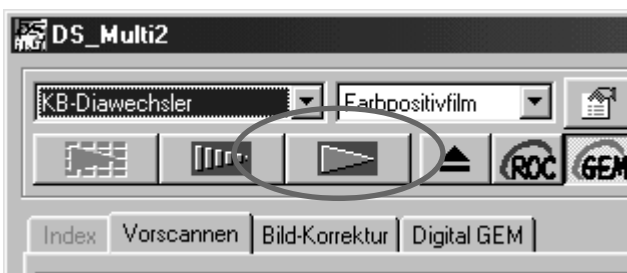 DS_Multi2
KB-Diawechsler Farbpositivfilm
ROC GEM
Index Vorscannen Bild-Korrektur Digital GEM